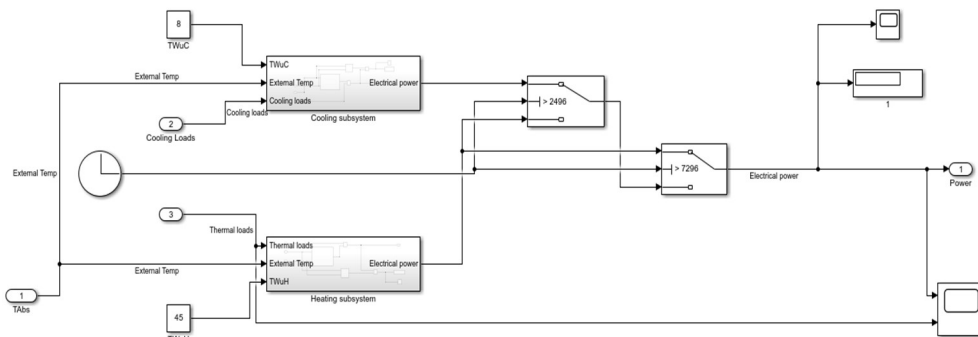 8
TWuC
External Temp
TWuC
External Temp
Cooling loads
Electrical power
Cooling subsystem
Cooling loads
2
Cooling Loads
> 2496
1
External Temp
> 7296
Electrical power
1
Power
3
Thermal loads
Thermal loads
External Temp
TWuH
Electrical power
Heating subsystem
External Temp
1
TAbs
45